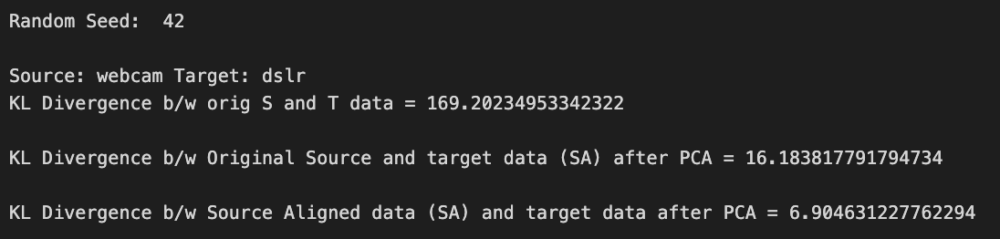 Random Seed:  42
Source: webcam Target: dslr
KL Divergence b/w orig S and T data = 169.20234953342322
KL Divergence b/w Original Source and target data (SA) after PCA = 16.183817791794734
KL Divergence b/w Source Aligned data (SA) and target data after PCA = 6.904631227762294